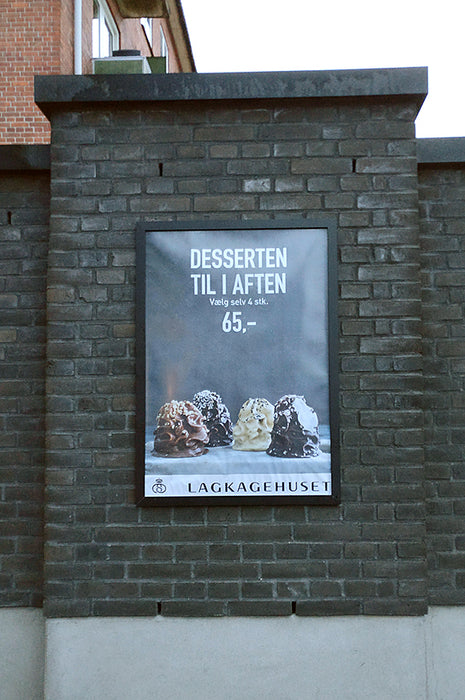 DESSERTEN
TIL I AFTEN
Vælg selv 4 stk.
65,-
LAGKAGEHUSET